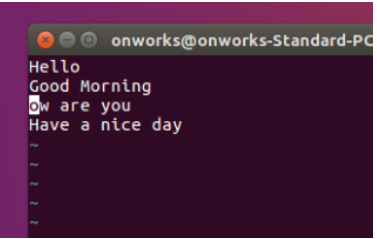 onworks@onworks-Standard-PC
Hello
Good Morning
ow are you
Have a nice day
~
~
~
~
~